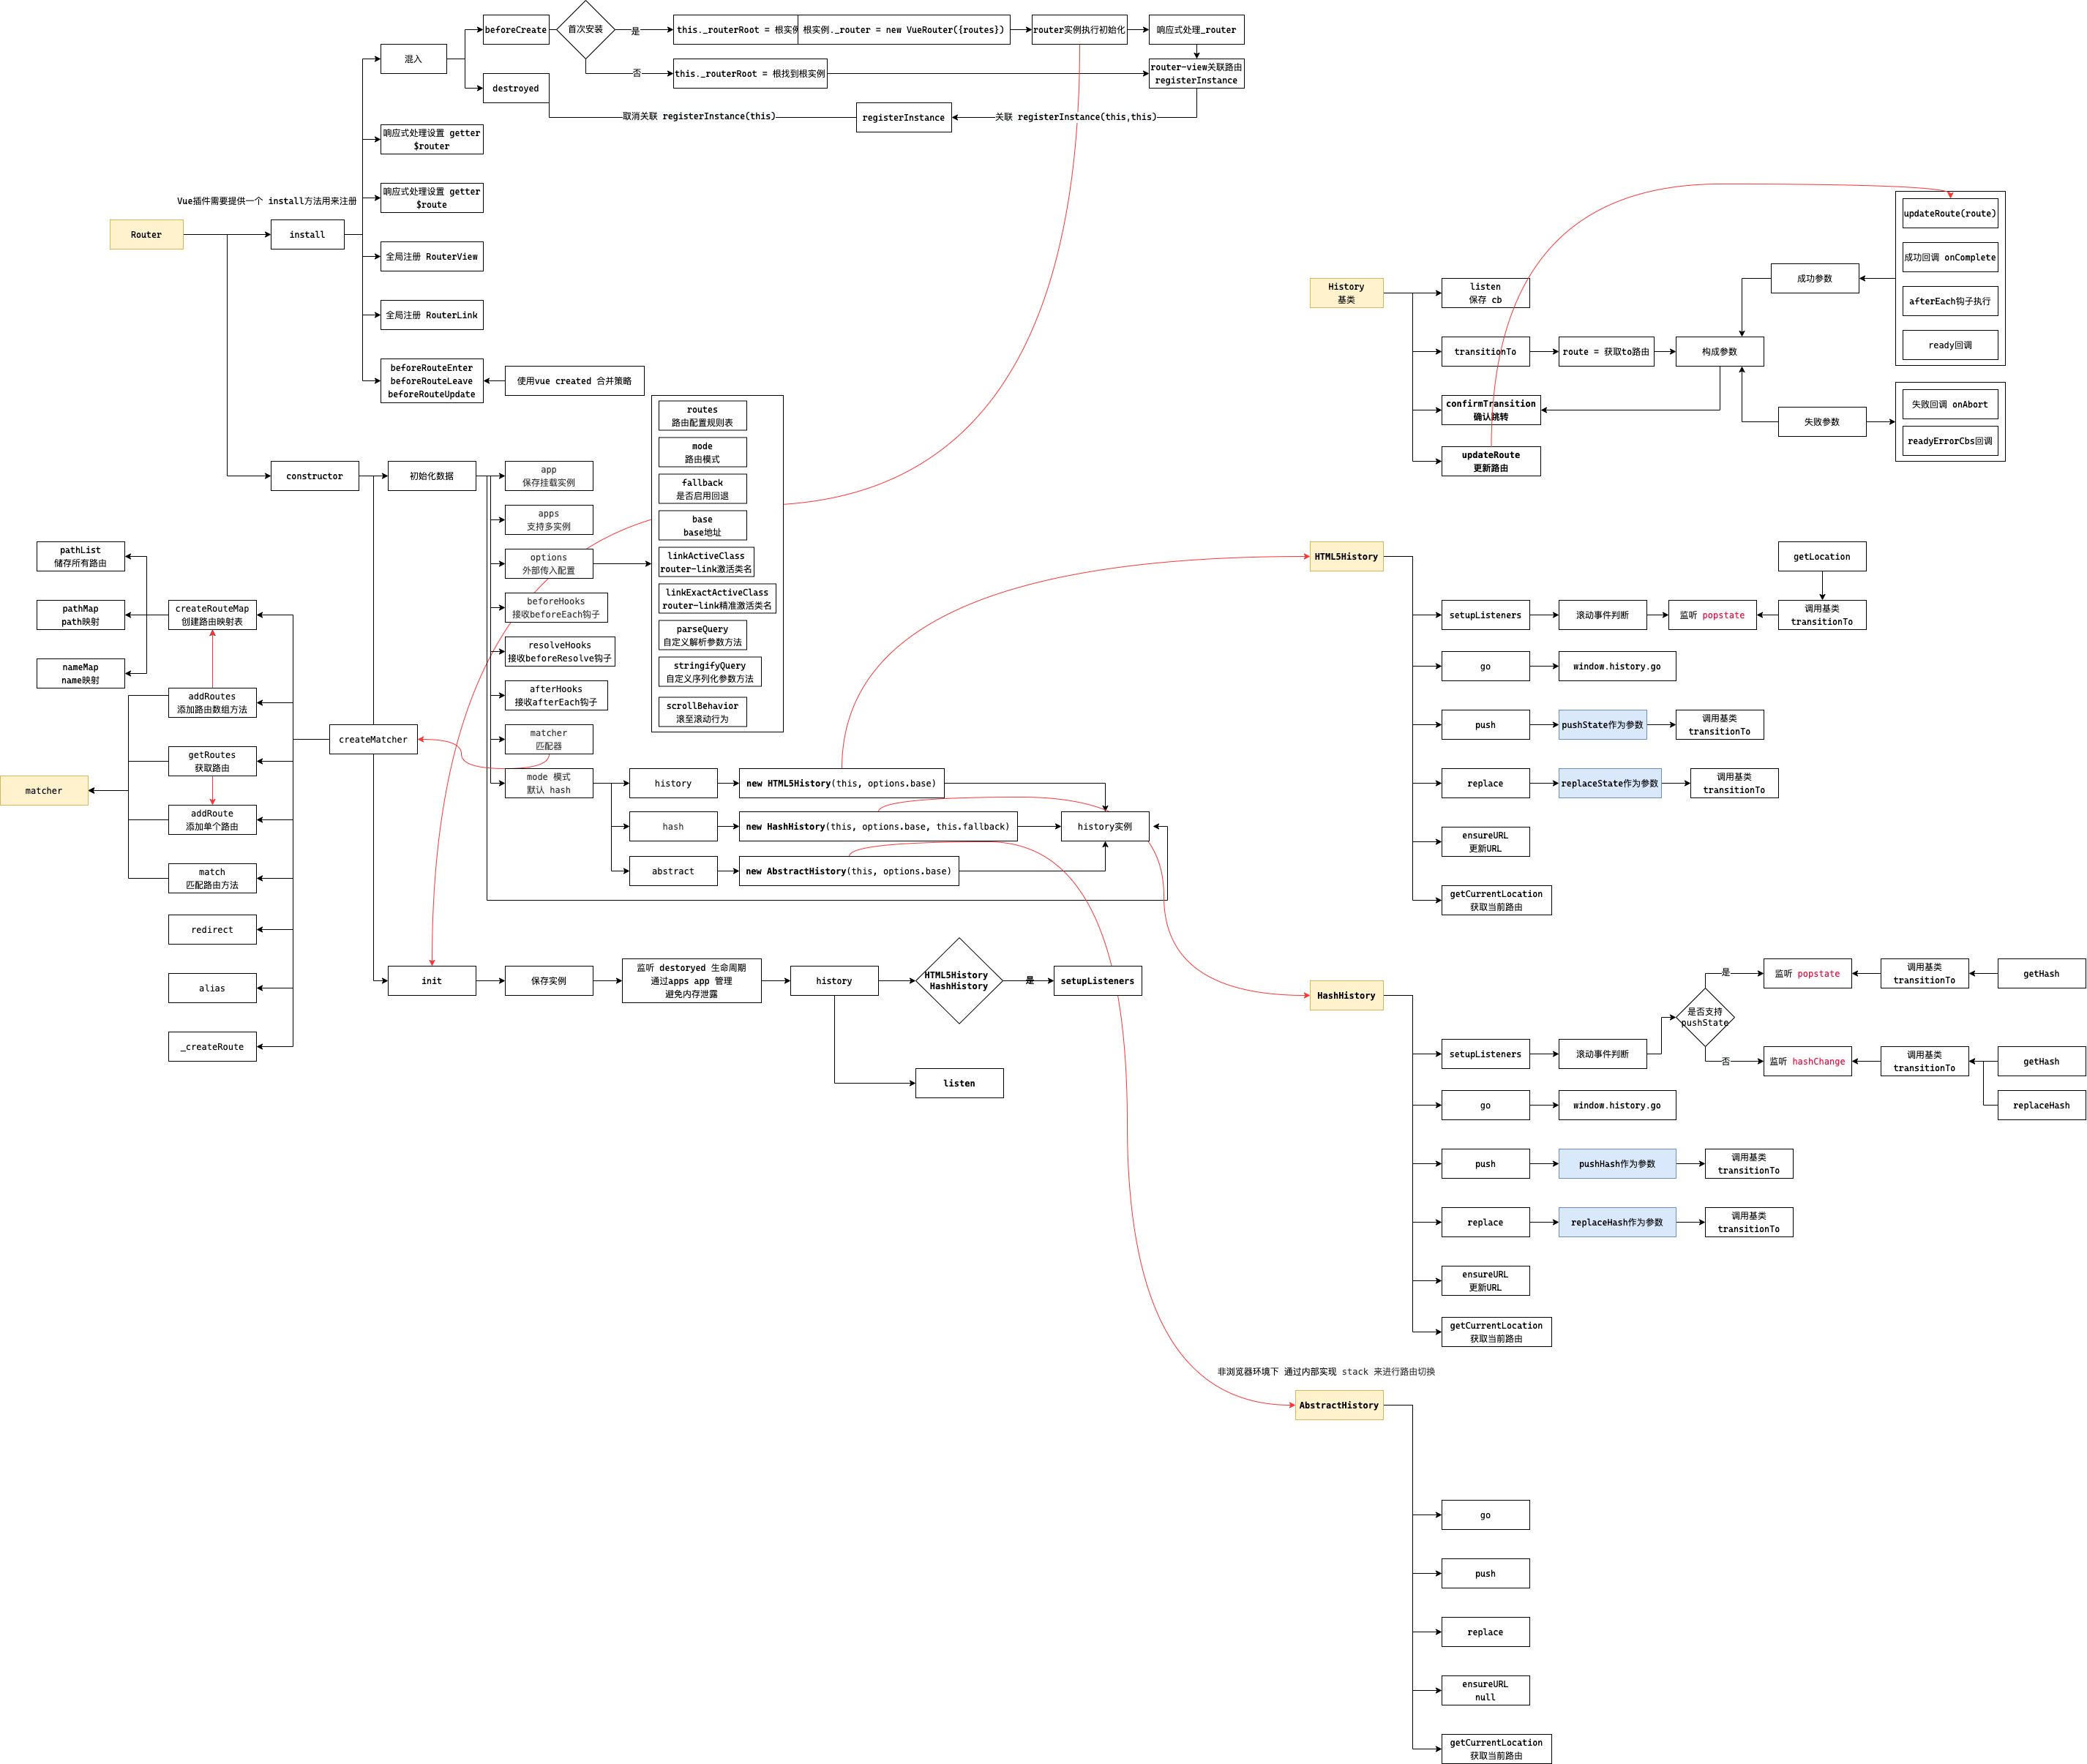 beforeCreate
首次安装
是
this._routerRoot = 根实例
根实例._router = new VueRouter({routes})
router实例执行初始化
响应式处理_router
混入
否
this._routerRoot = 根找到根实例
router-view关联路由
registerInstance
destroyed
取消关联 registerInstance(this)
registerInstance
关联 registerInstance(this,this)
响应式处理设置 getter
$router
响应式处理设置 getter
$route
Vue插件需要提供一个 install方法用来注册
Router
install
全局注册 RouterView
全局注册 RouterLink
beforeRouteEnter
beforeRouteLeave
beforeRouteUpdate
使用vue created 合并策略
constructor
初始化数据
app
保存挂载实例
apps
支持多实例
options
外部传入配置
beforeHooks
接收beforeEach钩子
resolveHooks
接收beforeResolve钩子
afterHooks
接收afterEach钩子
matcher
匹配器
mode 模式
默认 hash
routes
路由配置规则表
mode
路由模式
fallback
是否启用回退
base
base地址
linkActiveClass
router-link激活类名
linkExactActiveClass
router-link精准激活类名
parseQuery
自定义解析参数方法
stringifyQuery
自定义序列化参数方法
scrollBehavior
滚至滚动行为
history
new HTML5History(this, options.base)
hash
new HashHistory(this, options.base, this.fallback)
history实例
abstract
new AbstractHistory(this, options.base)
pathList
储存所有路由
pathMap
path映射
nameMap
name映射
createRouteMap
创建路由映射表
addRoutes
添加路由数组方法
getRoutes
获取路由
addRoute
添加单个路由
match
匹配路由方法
redirect
alias
_createRoute
createMatcher
matcher
init
保存实例
监听 destoryed 生命周期
通过apps app 管理
避免内存泄露
history
HTML5History
HashHistory
是
setupListeners
listen
History
基类
listen
保存 cb
transitionTo
route = 获取to路由
构成参数
confirmTransition
确认跳转
updateRoute
更新路由
成功参数
updateRoute(route)
成功回调 onComplete
afterEach钩子执行
ready回调
失败参数
失败回调 onAbort
readyErrorCbs回调
HTML5History
getLocation
setupListeners
滚动事件判断
监听 popstate
调用基类
transitionTo
go
window.history.go
push
pushState作为参数
调用基类
transitionTo
replace
replaceState作为参数
调用基类
transitionTo
ensureURL
更新URL
getCurrentLocation
获取当前路由
HashHistory
setupListeners
滚动事件判断
是否支持
pushState
是
监听 popstate
调用基类
transitionTo
getHash
否
监听 hashChange
调用基类
transitionTo
getHash
replaceHash
go
window.history.go
push
pushHash作为参数
调用基类
transitionTo
replace
replaceHash作为参数
调用基类
transitionTo
ensureURL
更新URL
getCurrentLocation
获取当前路由
非浏览器环境下 通过内部实现 stack 来进行路由切换
AbstractHistory
go
push
replace
ensureURL
null
getCurrentLocation
获取当前路由